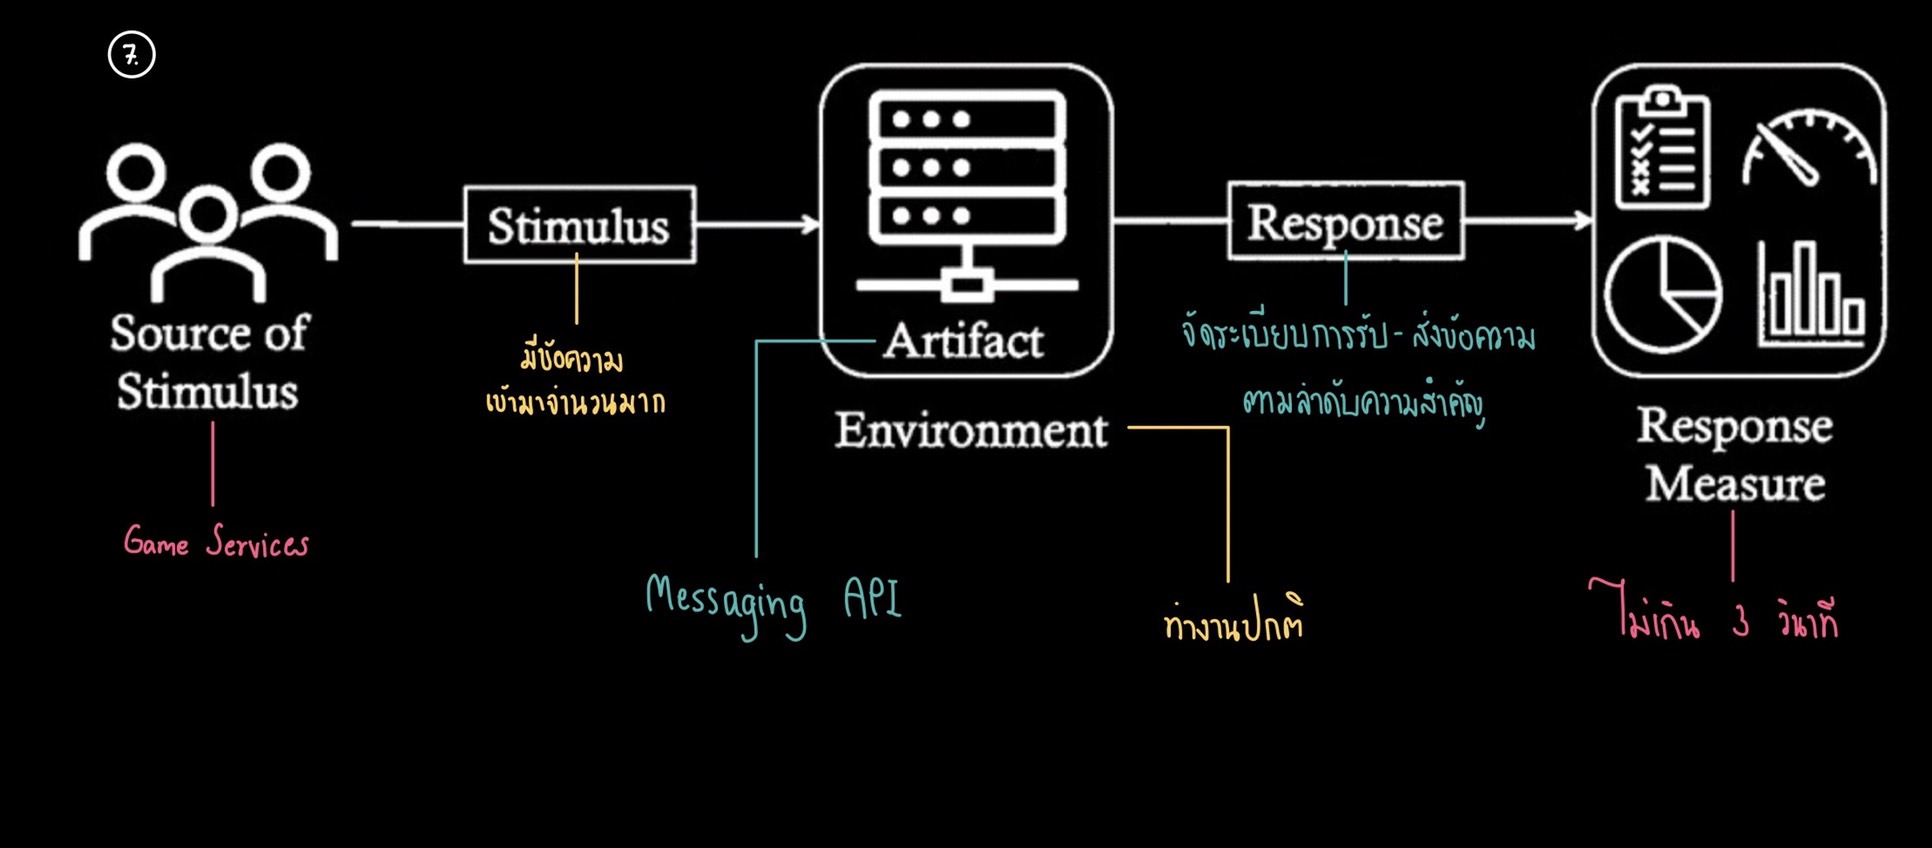 7.
Stimulus
Response
Source of
Stimulus
Artifact
Environment
Response
Measure
มีข้อความ
เข้ามาจำนวนมาก
จัดระเบียบการรับ - ส่งข้อความ
ตามลำดับความสำคัญ
Game Services
Messaging API
ทำงานปกติ
ไม่เกิน 3 วินาที